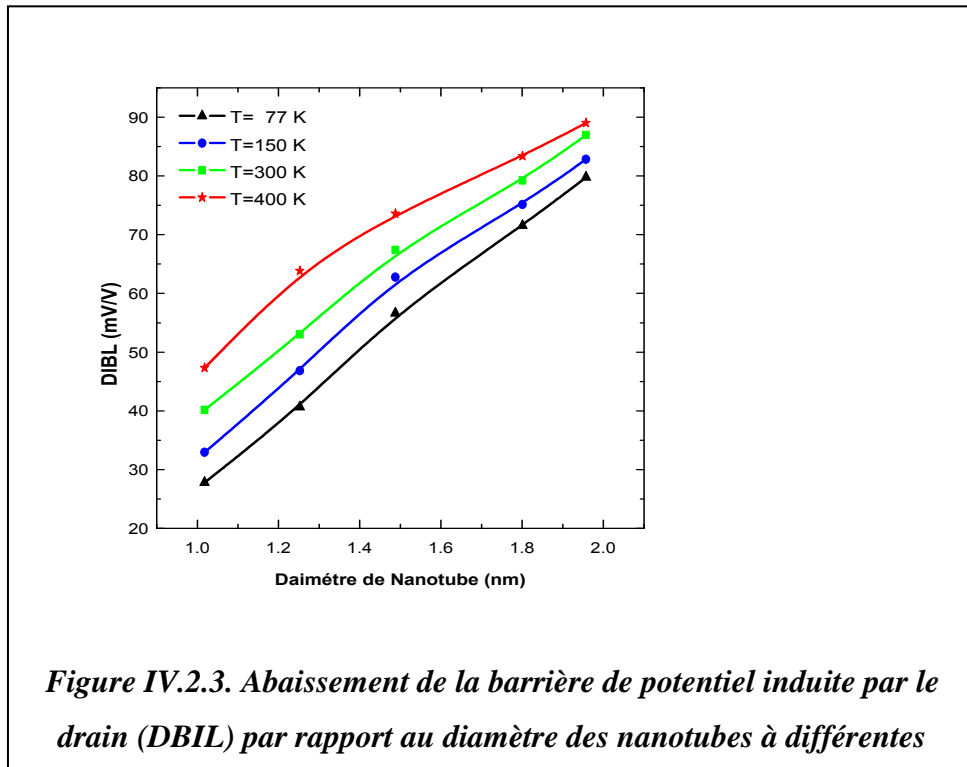 T= 77 K
T=150 K
T=300 K
T=400 K
90
80
70
60
50
40
30
20
DIBL (mV/V)
1.0 1.2 1.4 1.6 1.8 2.0
Daimétre de Nanotube (nm)
Figure IV.2.3. Abaissement de la barrière de potentiel induite par le
drain (DBIL) par rapport au diamètre des nanotubes à différentes